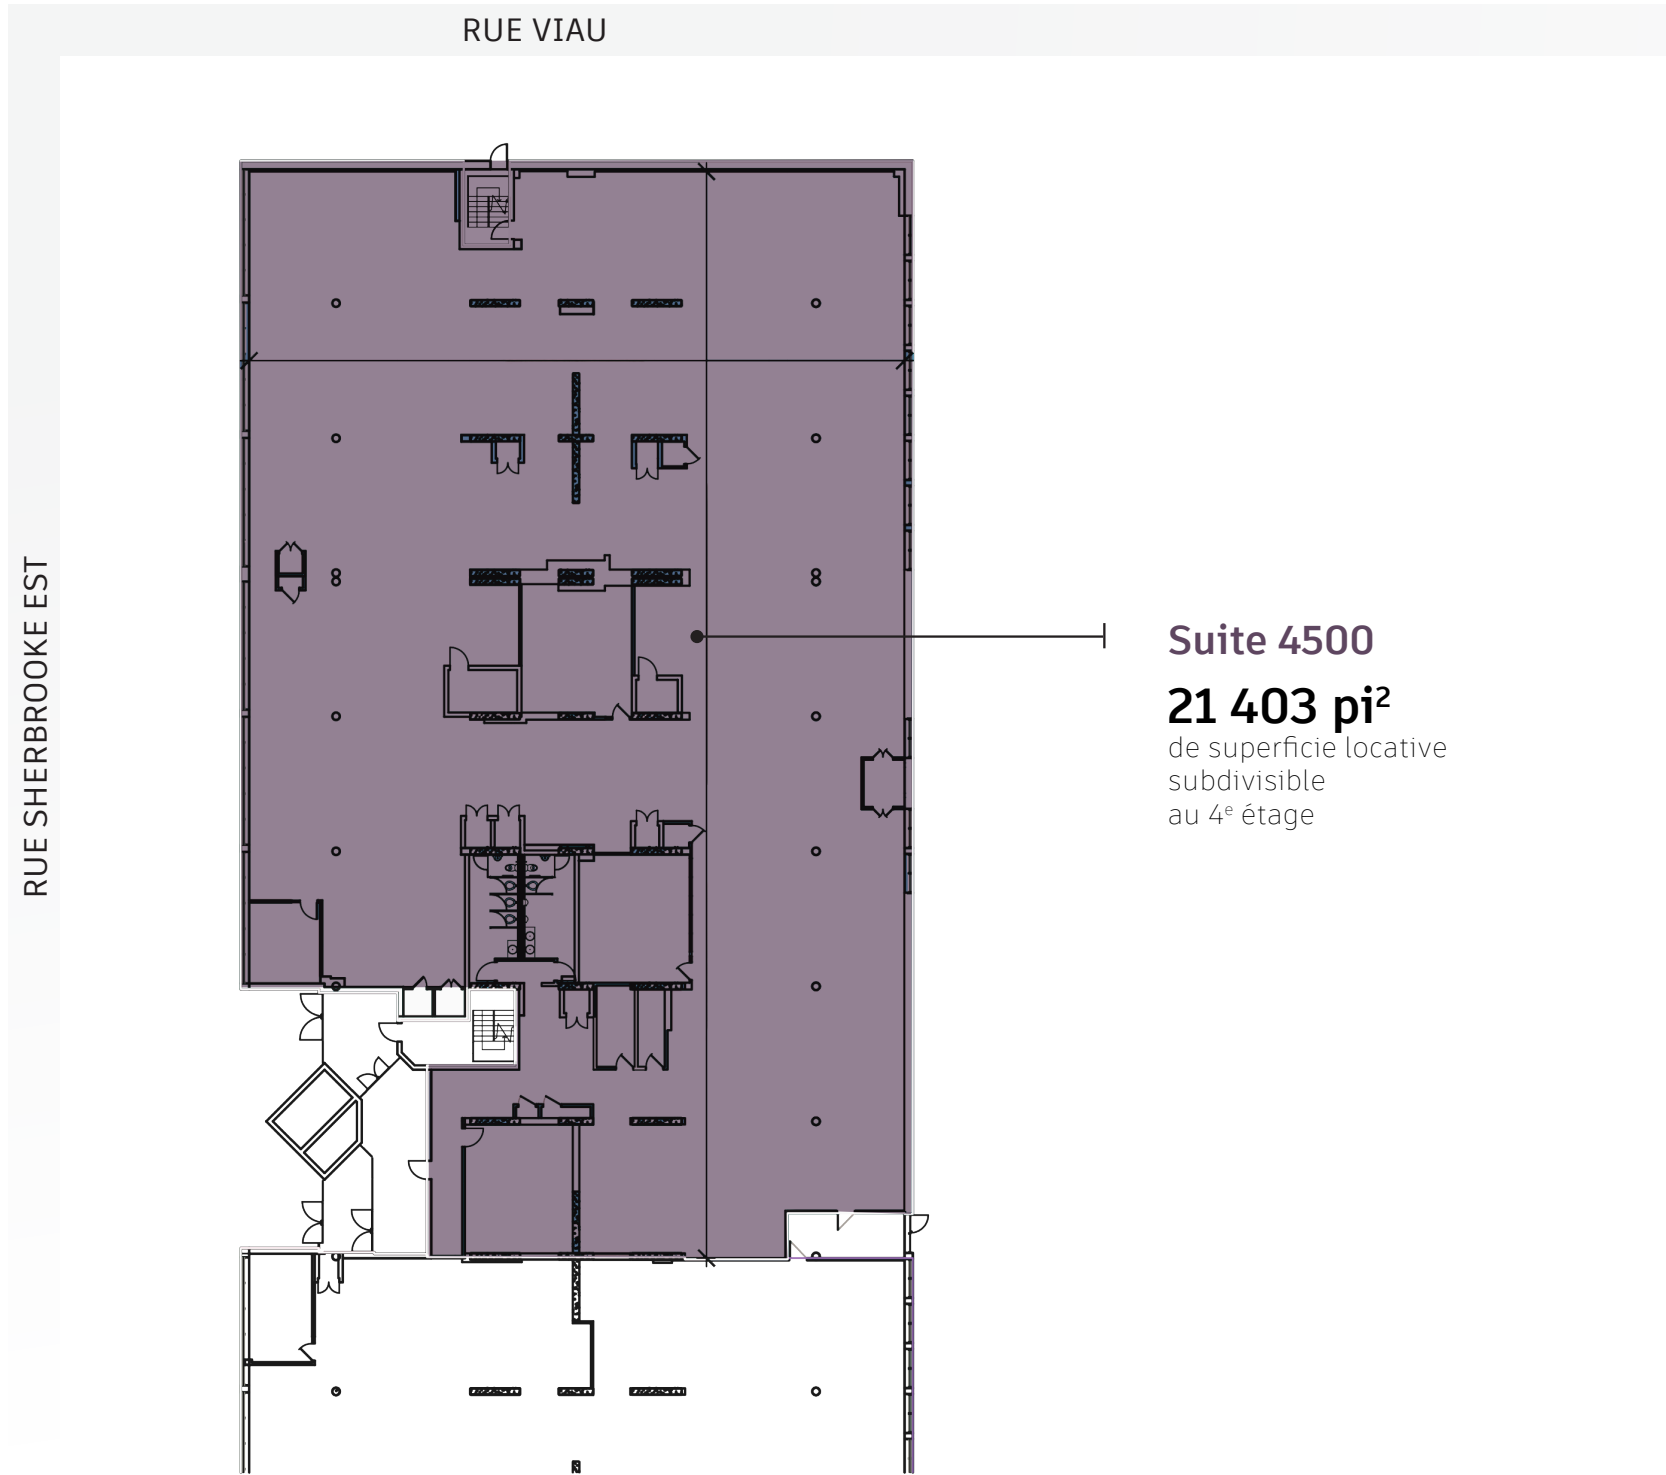 RUE VIAU
RUE SHERBROOKE EST
Suite 4500
21 403 pi²
de superficie locative
subdivisible
au 4ᵉ étage